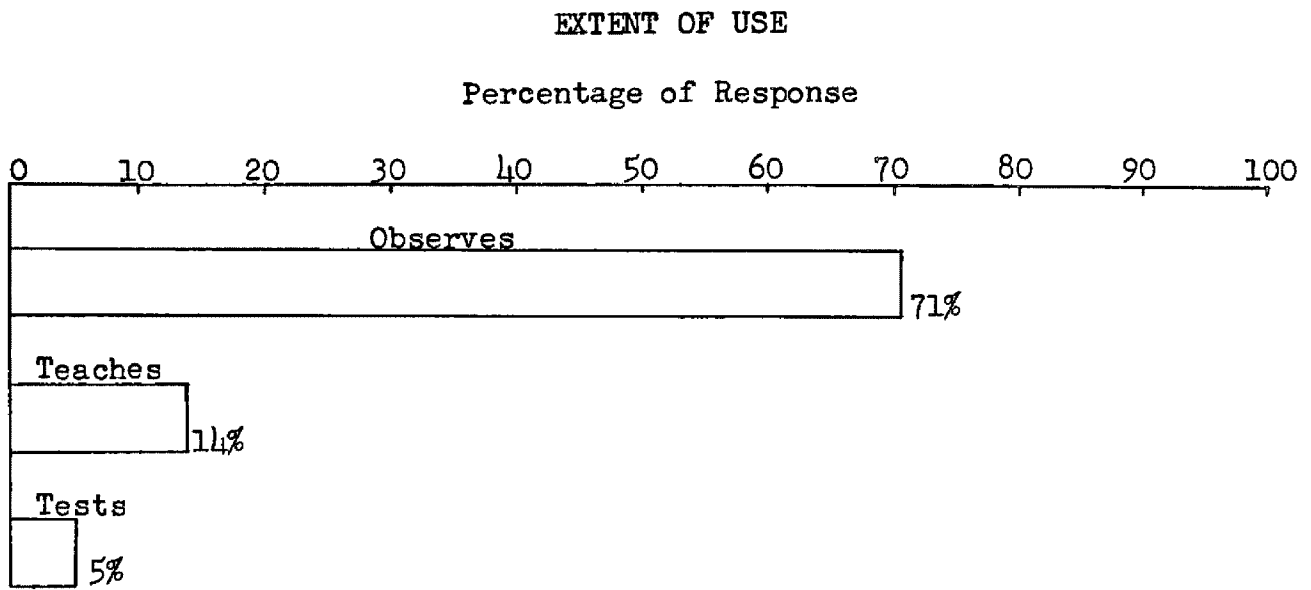 EXTENT OF USE
Percentage of Response
0 10 20 30 40 50 60 70 80 90 100
Observes
71%
Teaches
14%
Tests
5%